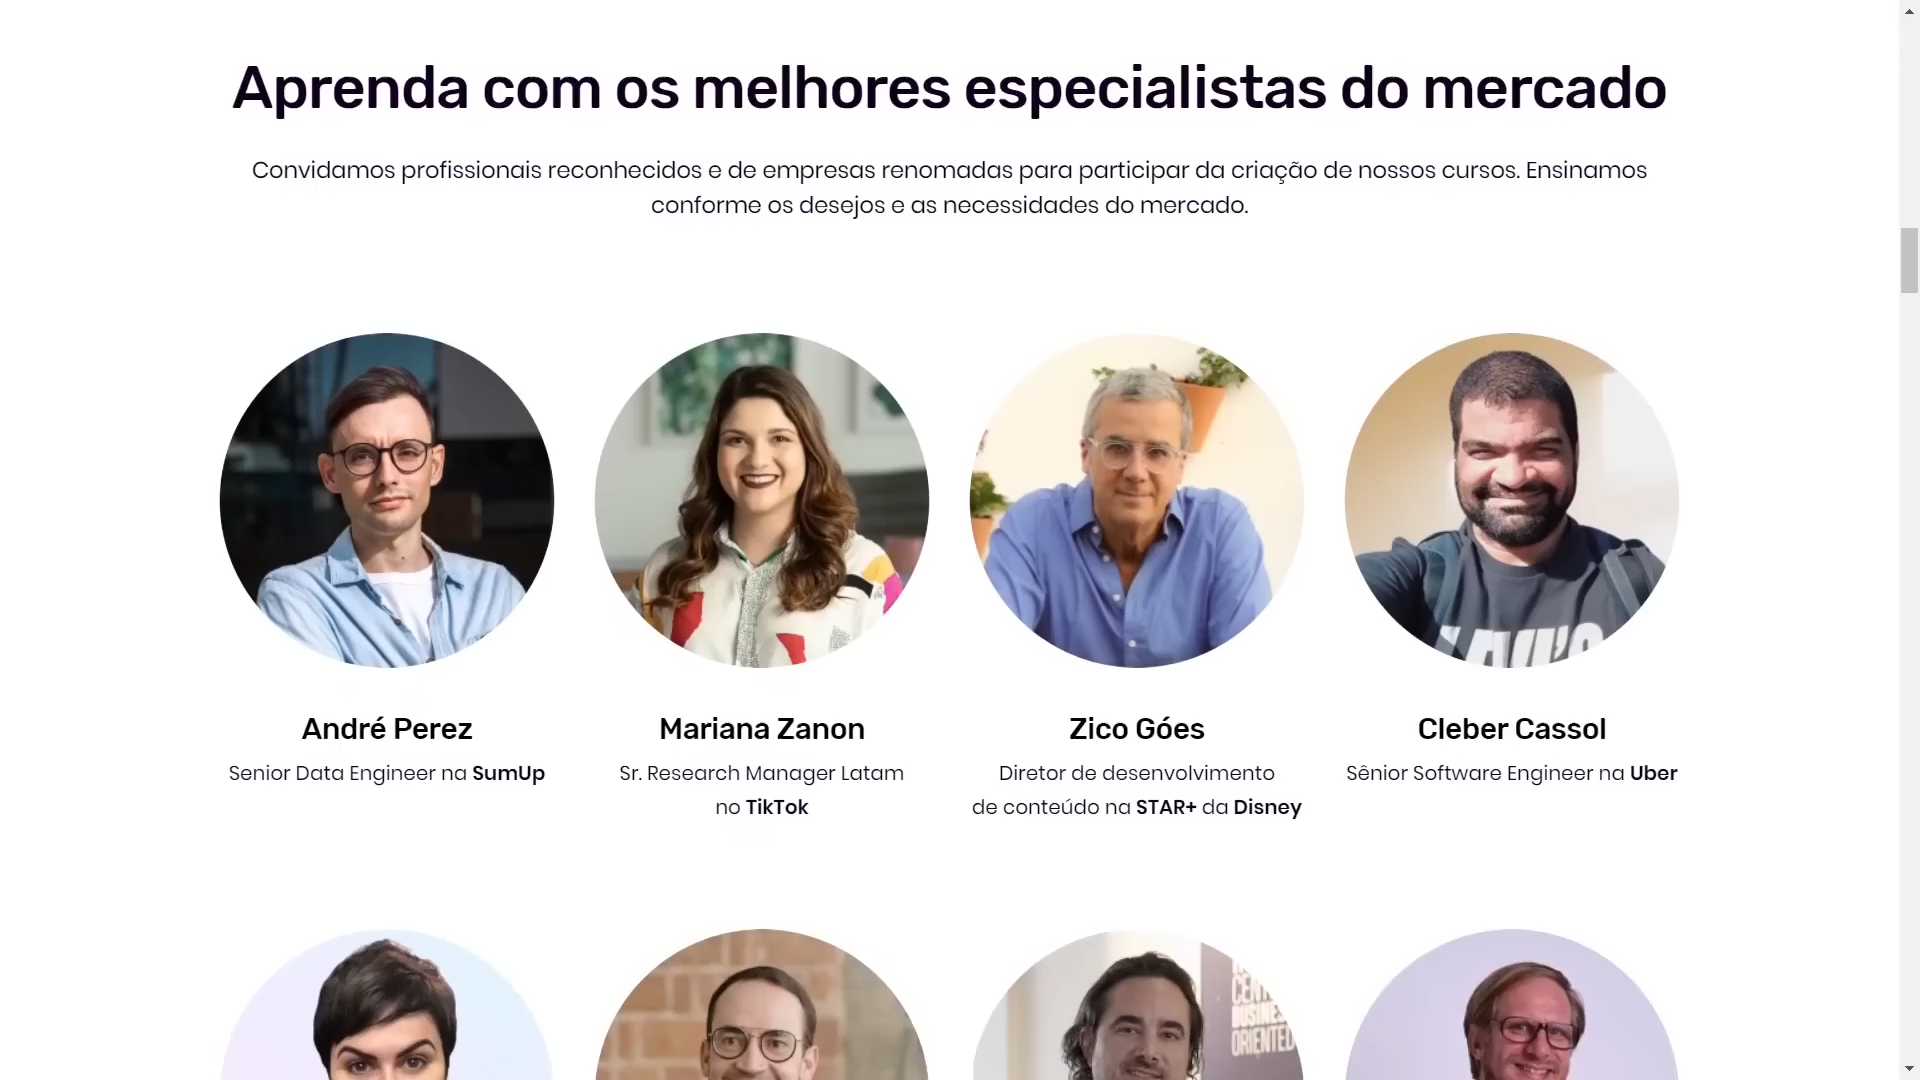 Aprenda com os melhores especialistas do mercado
Convidamos profissionais reconhecidos e de empresas renomadas para participar da criação de nossos cursos. Ensinamos
conforme os desejos e as necessidades do mercado.
André Perez
Senior Data Engineer na SumUp
Mariana Zanon
Sr. Research Manager Latam
no TikTok
Zico Góes
Diretor de desenvolvimento
de conteúdo na STAR+ da Disney
Cleber Cassol
Sênior Software Engineer na Uber
ORIENTED